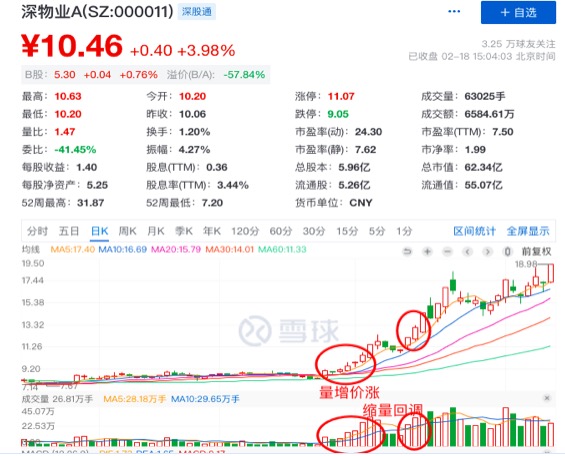 深物业A(SZ:000011) 深股通 ··· + 自选
¥10.46 +0.40 +3.98% 3.25 万球友关注
已收盘 02-18 15:04:03 北京时间
B股: 5.30 +0.04 +0.76% 溢价(B/A): -57.84%
最高: 10.63 今开: 10.20 涨停: 11.07 成交量: 63025手
最低: 10.20 昨收: 10.06 跌停: 9.05 成交额: 6584.61万
量比: 1.47 换手: 1.20% 市盈率(动): 24.30 市盈率(TTM): 7.50
委比: -41.45% 振幅: 4.27% 市盈率(静): 7.62 市净率: 1.99
每股收益: 1.40 股息(TTM): 0.36 总股本: 5.96亿 总市值: 62.34亿
每股净资产: 5.25 股息率(TTM): 3.44% 流通股: 5.26亿 流通值: 55.07亿
52周最高: 31.87 52周最低: 7.20 货币单位: CNY
分时 五日 日K 周K 月K 季K 年K 120分 60分 30分 15分 5分 1分 区间统计 全屏显示
均线 MA5:17.40 MA10:16.69 MA20:15.79 MA30:14.01 MA60:11.33 前复权
19.50 18.98
17.44
15.38
13.32
雪球
11.26
9.20
量增价涨
成交量 26.81万手 MA5:28.18万手 MA10:29.65万手
缩量回调
45.07万
22.53万